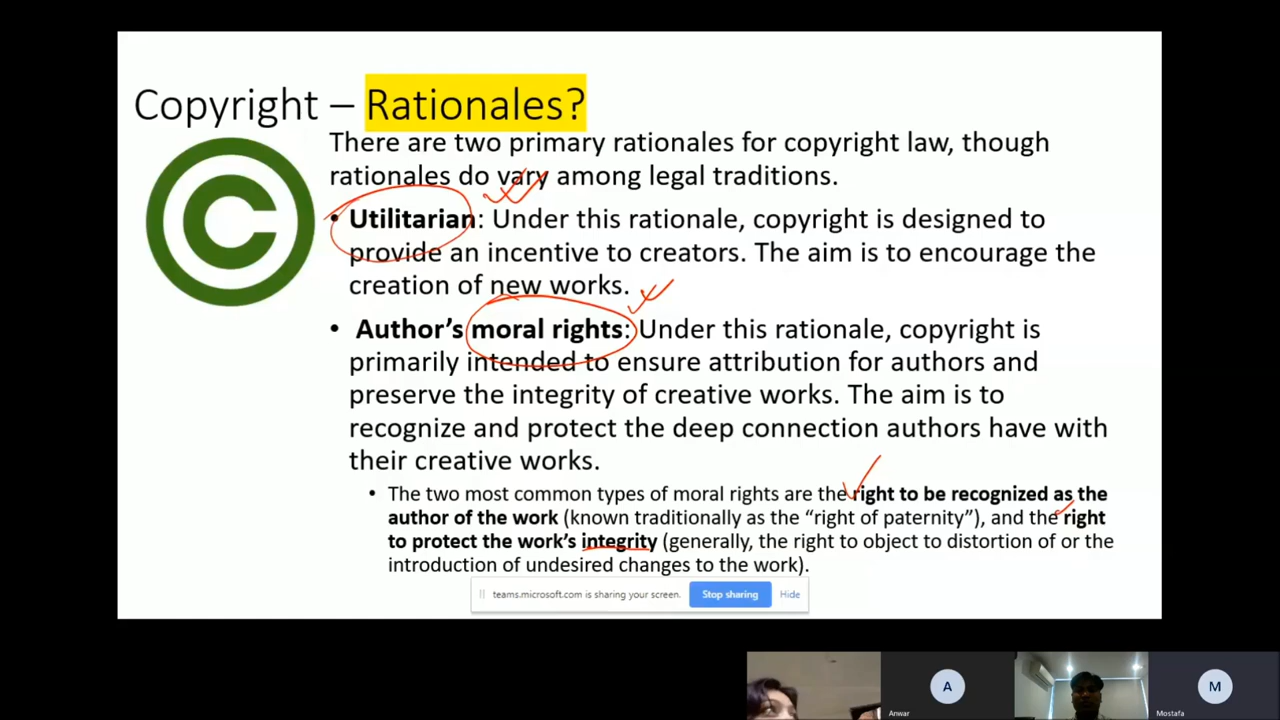 Copyright – Rationales?
There are two primary rationales for copyright law, though
rationales do vary among legal traditions.
• Utilitarian: Under this rationale, copyright is designed to
provide an incentive to creators. The aim is to encourage the
creation of new works.
• Author's moral rights: Under this rationale, copyright is
primarily intended to ensure attribution for authors and
preserve the integrity of creative works. The aim is to
recognize and protect the deep connection authors have with
their creative works.
• The two most common types of moral rights are the right to be recognized as the
author of the work (known traditionally as the “right of paternity”), and the right
to protect the work's integrity (generally, the right to object to distortion of or the
introduction of undesired changes to the work).
teams.microsoft.com is sharing your screen. Stop sharing Hide
A M
Anwar Mostafa